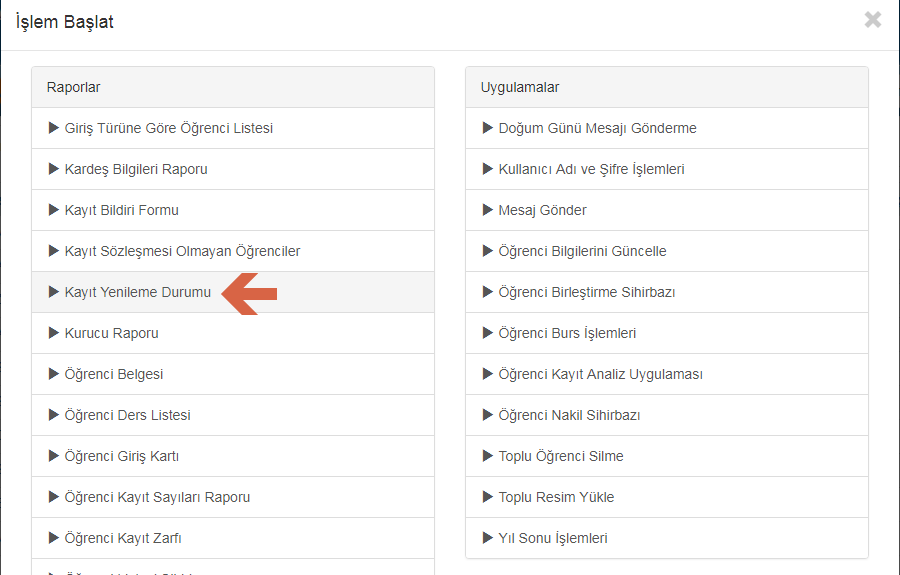 İşlem Başlat
Raporlar
Giriş Türüne Göre Öğrenci Listesi
Kardeş Bilgileri Raporu
Kayıt Bildiri Formu
Kayıt Sözleşmesi Olmayan Öğrenciler
Kayıt Yenileme Durumu
Kurucu Raporu
Öğrenci Belgesi
Öğrenci Ders Listesi
Öğrenci Giriş Kartı
Öğrenci Kayıt Sayıları Raporu
Öğrenci Kayıt Zarfı
Uygulamalar
Doğum Günü Mesajı Gönderme
Kullanıcı Adı ve Şifre İşlemleri
Mesaj Gönder
Öğrenci Bilgilerini Güncelle
Öğrenci Birleştirme Sihirbazı
Öğrenci Burs İşlemleri
Öğrenci Kayıt Analiz Uygulaması
Öğrenci Nakil Sihirbazı
Toplu Öğrenci Silme
Toplu Resim Yükle
Yıl Sonu İşlemleri